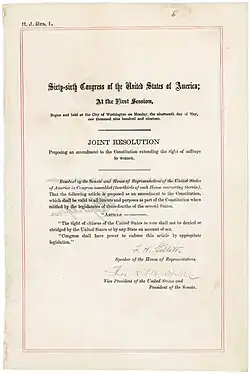 H. J. Res. 1.
Sixty-sixth Congress of the United States of America;
At the First Session,
Begun and held at the City of Washington on Monday, the nineteenth day of May,
one thousand nine hundred and nineteen.
JOINT RESOLUTION
Proposing an amendment to the Constitution extending the right of suffrage
to women.
Resolved by the Senate and House of Representatives of the United States
of America in Congress assembled (two-thirds of each House concurring therein),
That the following article is proposed as an amendment to the Constitution,
which shall be valid to all intents and purposes as part of the Constitution when
ratified by the legislatures of three-fourths of the several States.
"ARTICLE
"The right of citizens of the United States to vote shall not be denied or
abridged by the United States or by any State on account of sex.
"Congress shall have power to enforce this article by appropriate
legislation."
F. H. Gillett
Speaker of the House of Representatives.
Vice President of the United States and
President of the Senate.